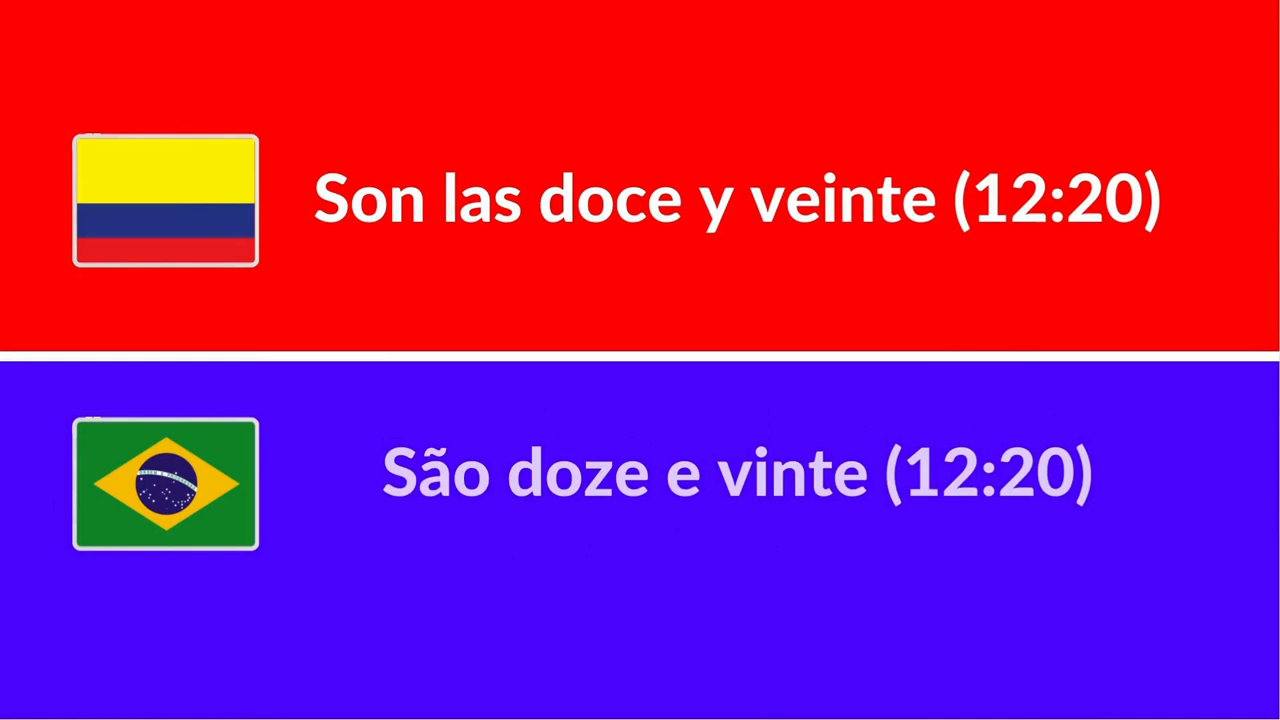 Son las doce y veinte (12:20)
São doze e vinte (12:20)